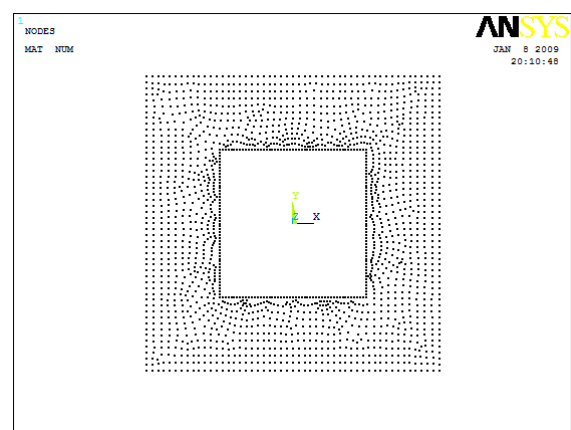 1
NODES
MAT NUM
ANSYS
JAN 8 2009
20:10:48
Y
Z X